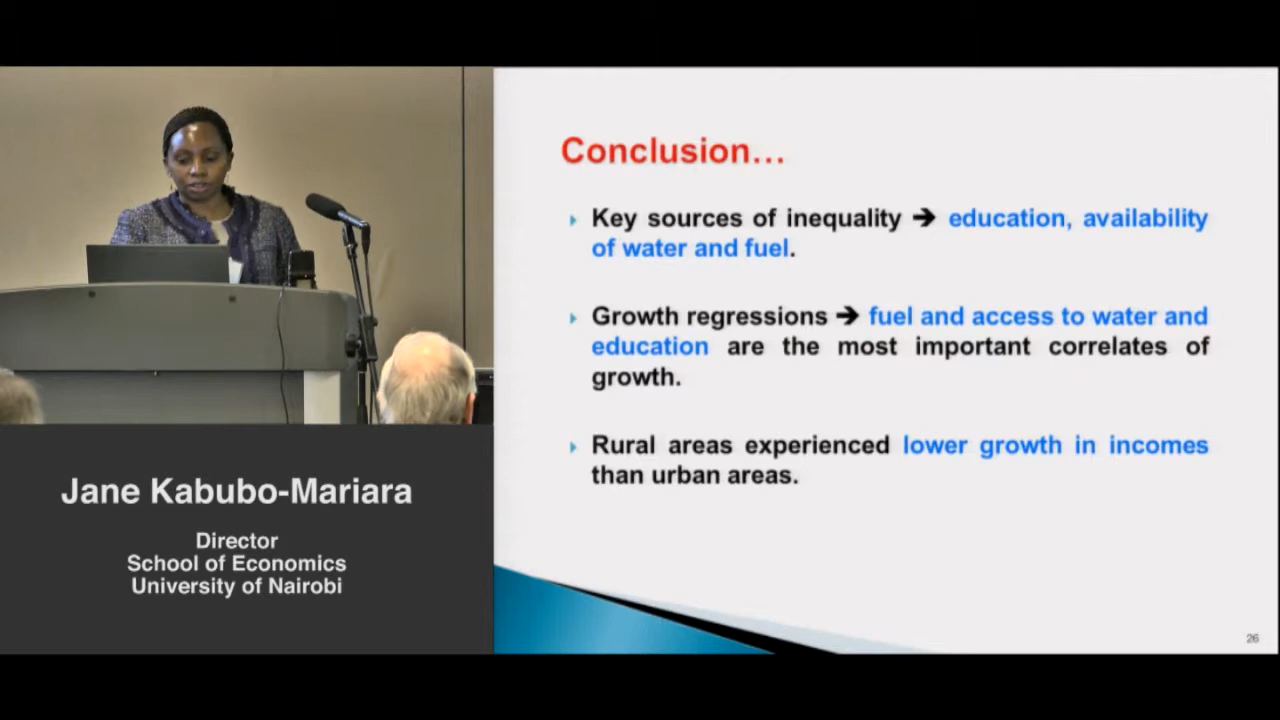 Conclusion…
Key sources of inequality ➔ education, availability
of water and fuel.
Growth regressions ➔ fuel and access to water and
education are the most important correlates of
growth.
Rural areas experienced lower growth in incomes
than urban areas.
26
Jane Kabubo-Mariara
Director
School of Economics
University of Nairobi